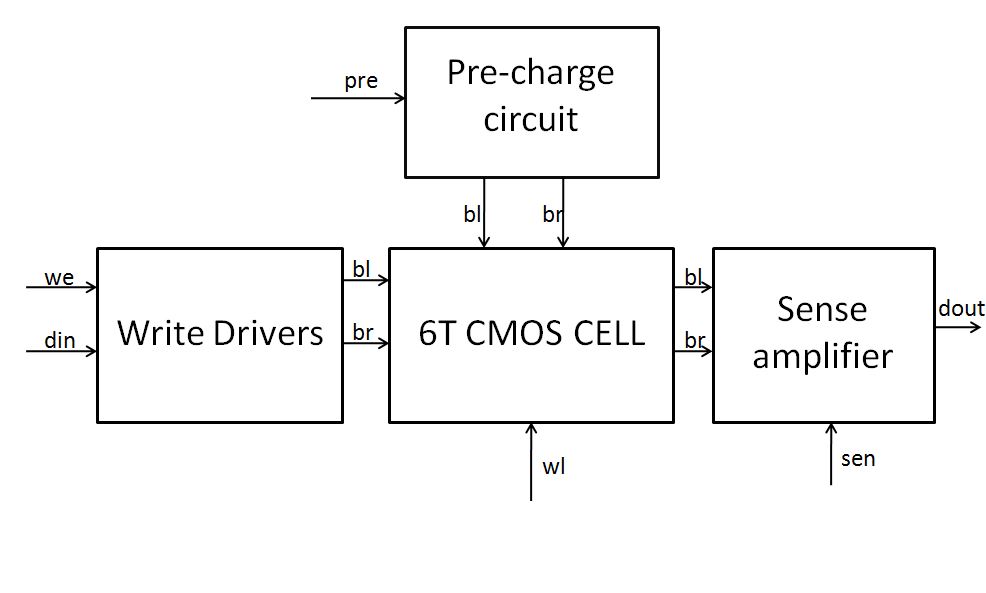 Pre-charge
circuit
pre
bl
br
we
din
Write Drivers
bl
br
6T CMOS CELL
bl
br
Sense
amplifier
dout
wl
sen